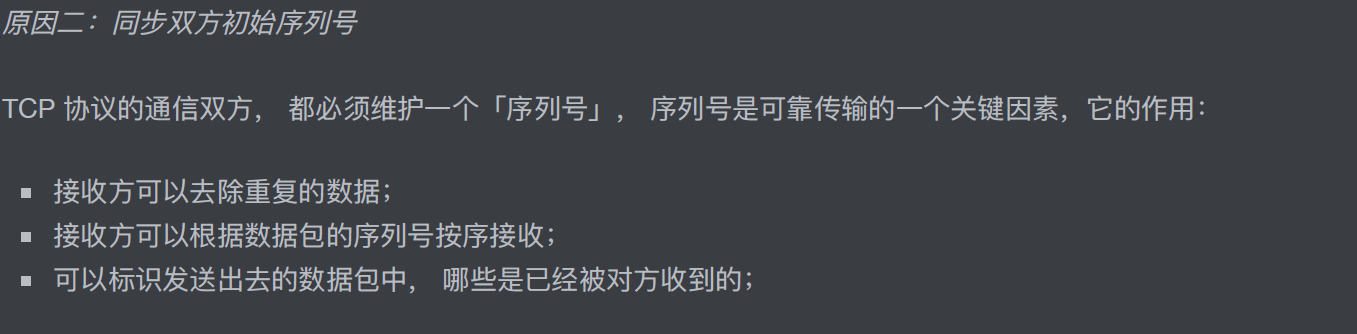 原因二：同步双方初始序列号
TCP 协议的通信双方， 都必须维护一个「序列号」， 序列号是可靠传输的一个关键因素，它的作用：
接收方可以去除重复的数据；
接收方可以根据数据包的序列号按序接收；
可以标识发送出去的数据包中， 哪些是已经被对方收到的；